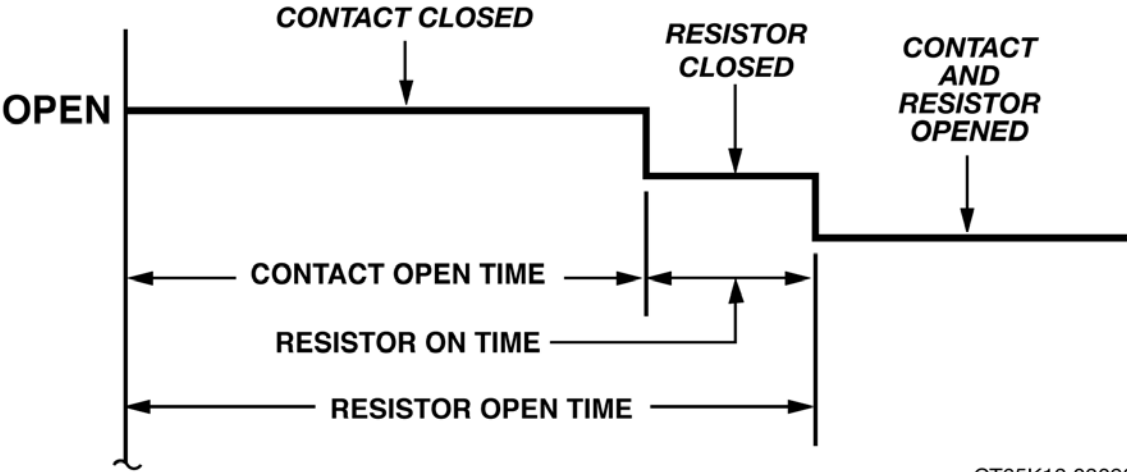 CONTACT CLOSED
RESISTOR
CLOSED
CONTACT
AND
RESISTOR
OPENED
OPEN
CONTACT OPEN TIME
RESISTOR ON TIME
RESISTOR OPEN TIME